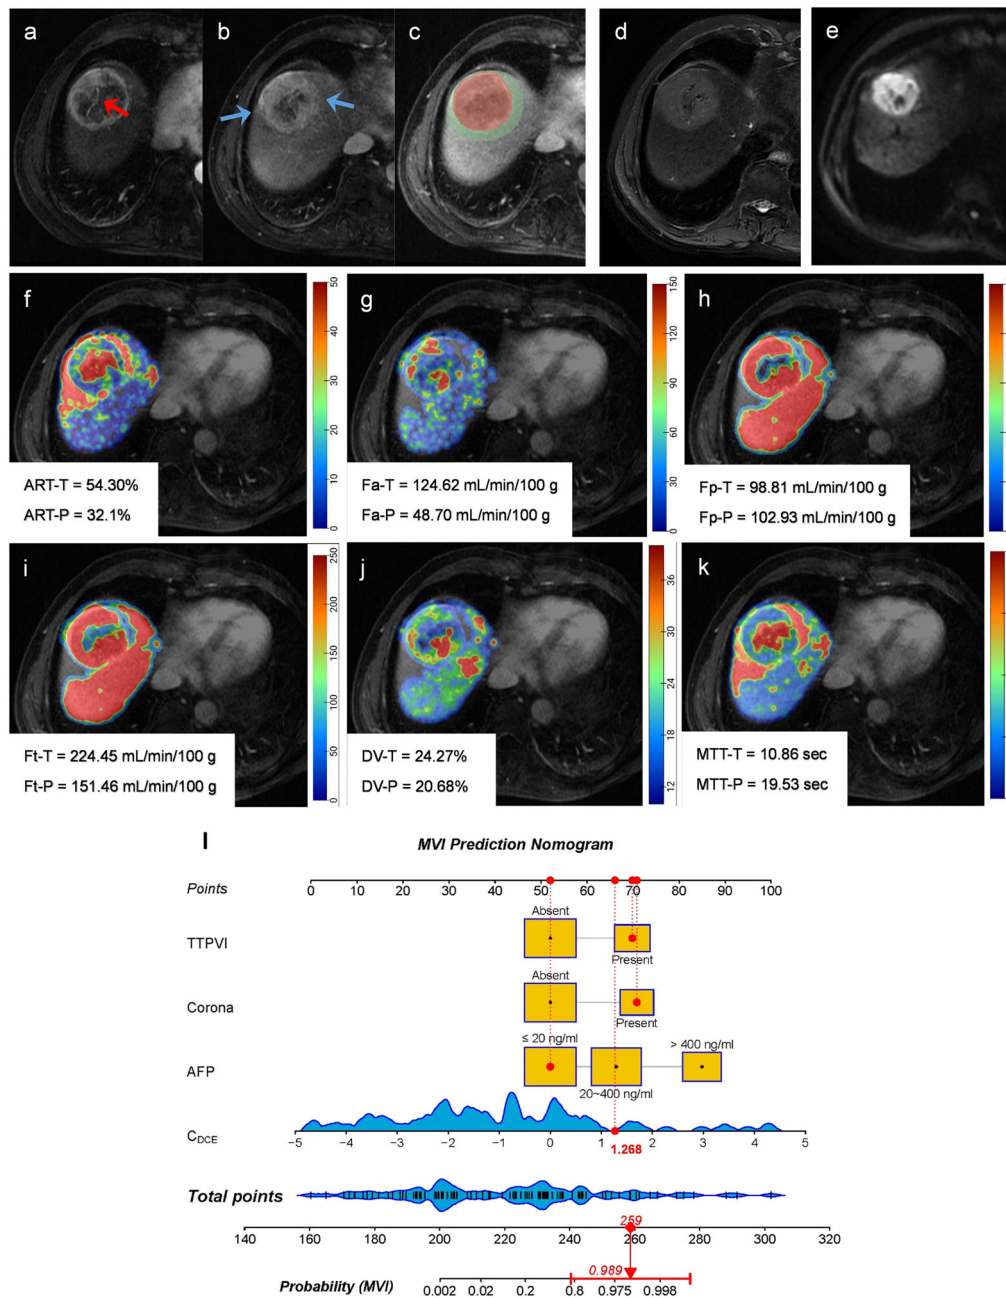 a
b
c
d
e
f
50
40
30
20
10
0
ART-T = 54.30%
ART-P = 32.1%
g
150
120
90
60
30
0
Fa-T = 124.62 mL/min/100 g
Fa-P = 48.70 mL/min/100 g
h
Fp-T = 98.81 mL/min/100 g
Fp-P = 102.93 mL/min/100 g
i
250
200
150
100
50
0
Ft-T = 224.45 mL/min/100 g
Ft-P = 151.46 mL/min/100 g
j
36
30
24
18
12
DV-T = 24.27%
DV-P = 20.68%
k
MTT-T = 10.86 sec
MTT-P = 19.53 sec
l
MVI Prediction Nomogram
Points
0 10 20 30 40 50 60 70 80 90 100
Absent
TTPVI
Present
Absent
Corona
Present
≤ 20 ng/ml
> 400 ng/ml
AFP
20~400 ng/ml
C_DCE
−5 −4 −3 −2 −1 0 1 2 3 4 5
1.268
Total points
259
140 160 180 200 220 240 260 280 300 320
0.989
Probability (MVI)
0.002 0.02 0.2 0.8 0.975 0.998